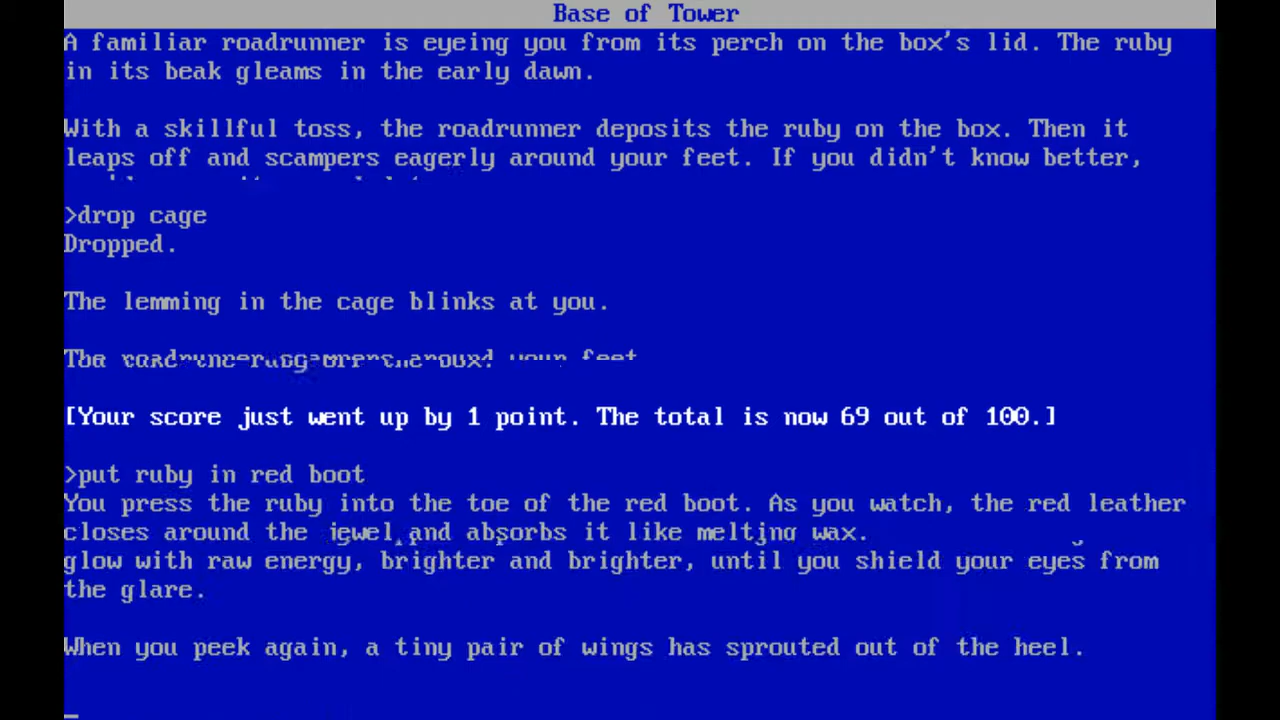 Base of Tower
A familiar roadrunner is eyeing you from its perch on the box's lid. The ruby
in its beak gleams in the early dawn.
With a skillful toss, the roadrunner deposits the ruby on the box. Then it
leaps off and scampers eagerly around your feet. If you didn't know better,
>drop cage
Dropped.
The lemming in the cage blinks at you.
around your feet
[Your score just went up by 1 point. The total is now 69 out of 100.]
>put ruby in red boot
You press the ruby into the toe of the red boot. As you watch, the red leather
closes around the jewel and absorbs it like melting wax.
glow with raw energy, brighter and brighter, until you shield your eyes from
the glare.
When you peek again, a tiny pair of wings has sprouted out of the heel.